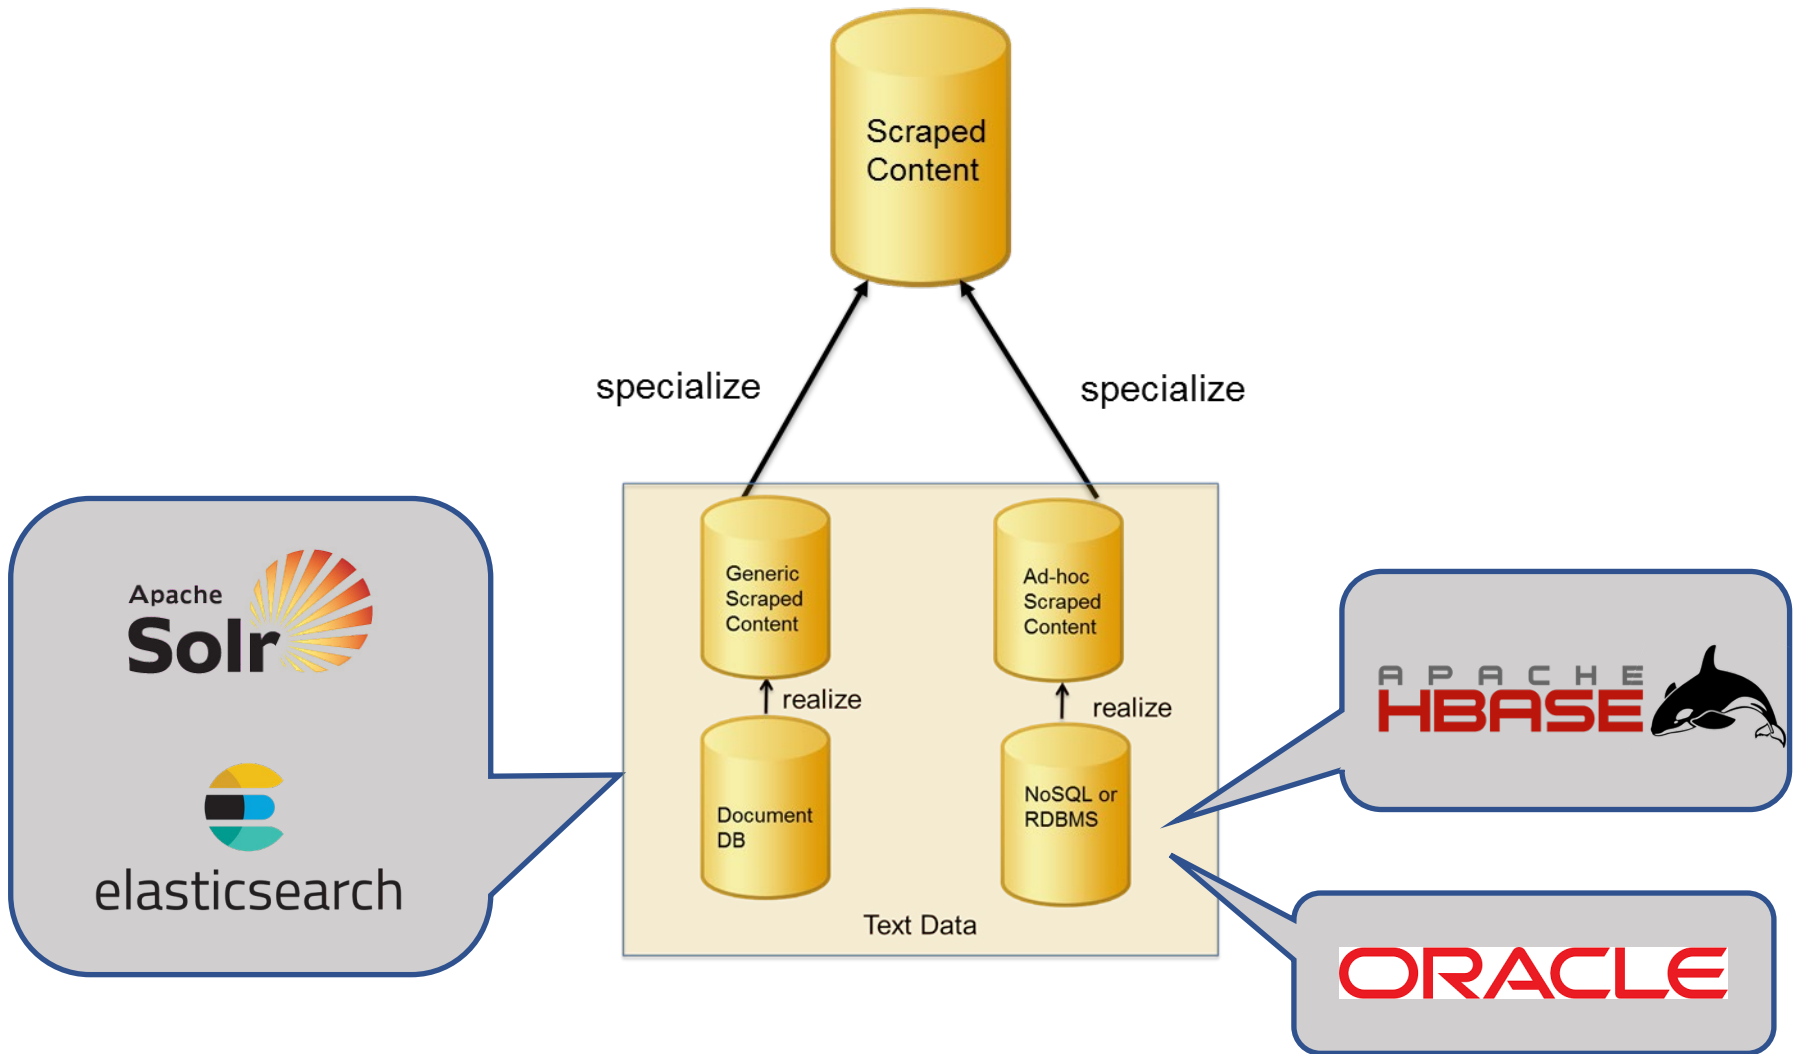 Scraped
Content
specialize
specialize
Generic
Scraped
Content
Ad-hoc
Scraped
Content
realize
realize
Document
DB
NoSQL or
RDBMS
Text Data
Apache
Solr
elasticsearch
APACHE
HBASE
ORACLE